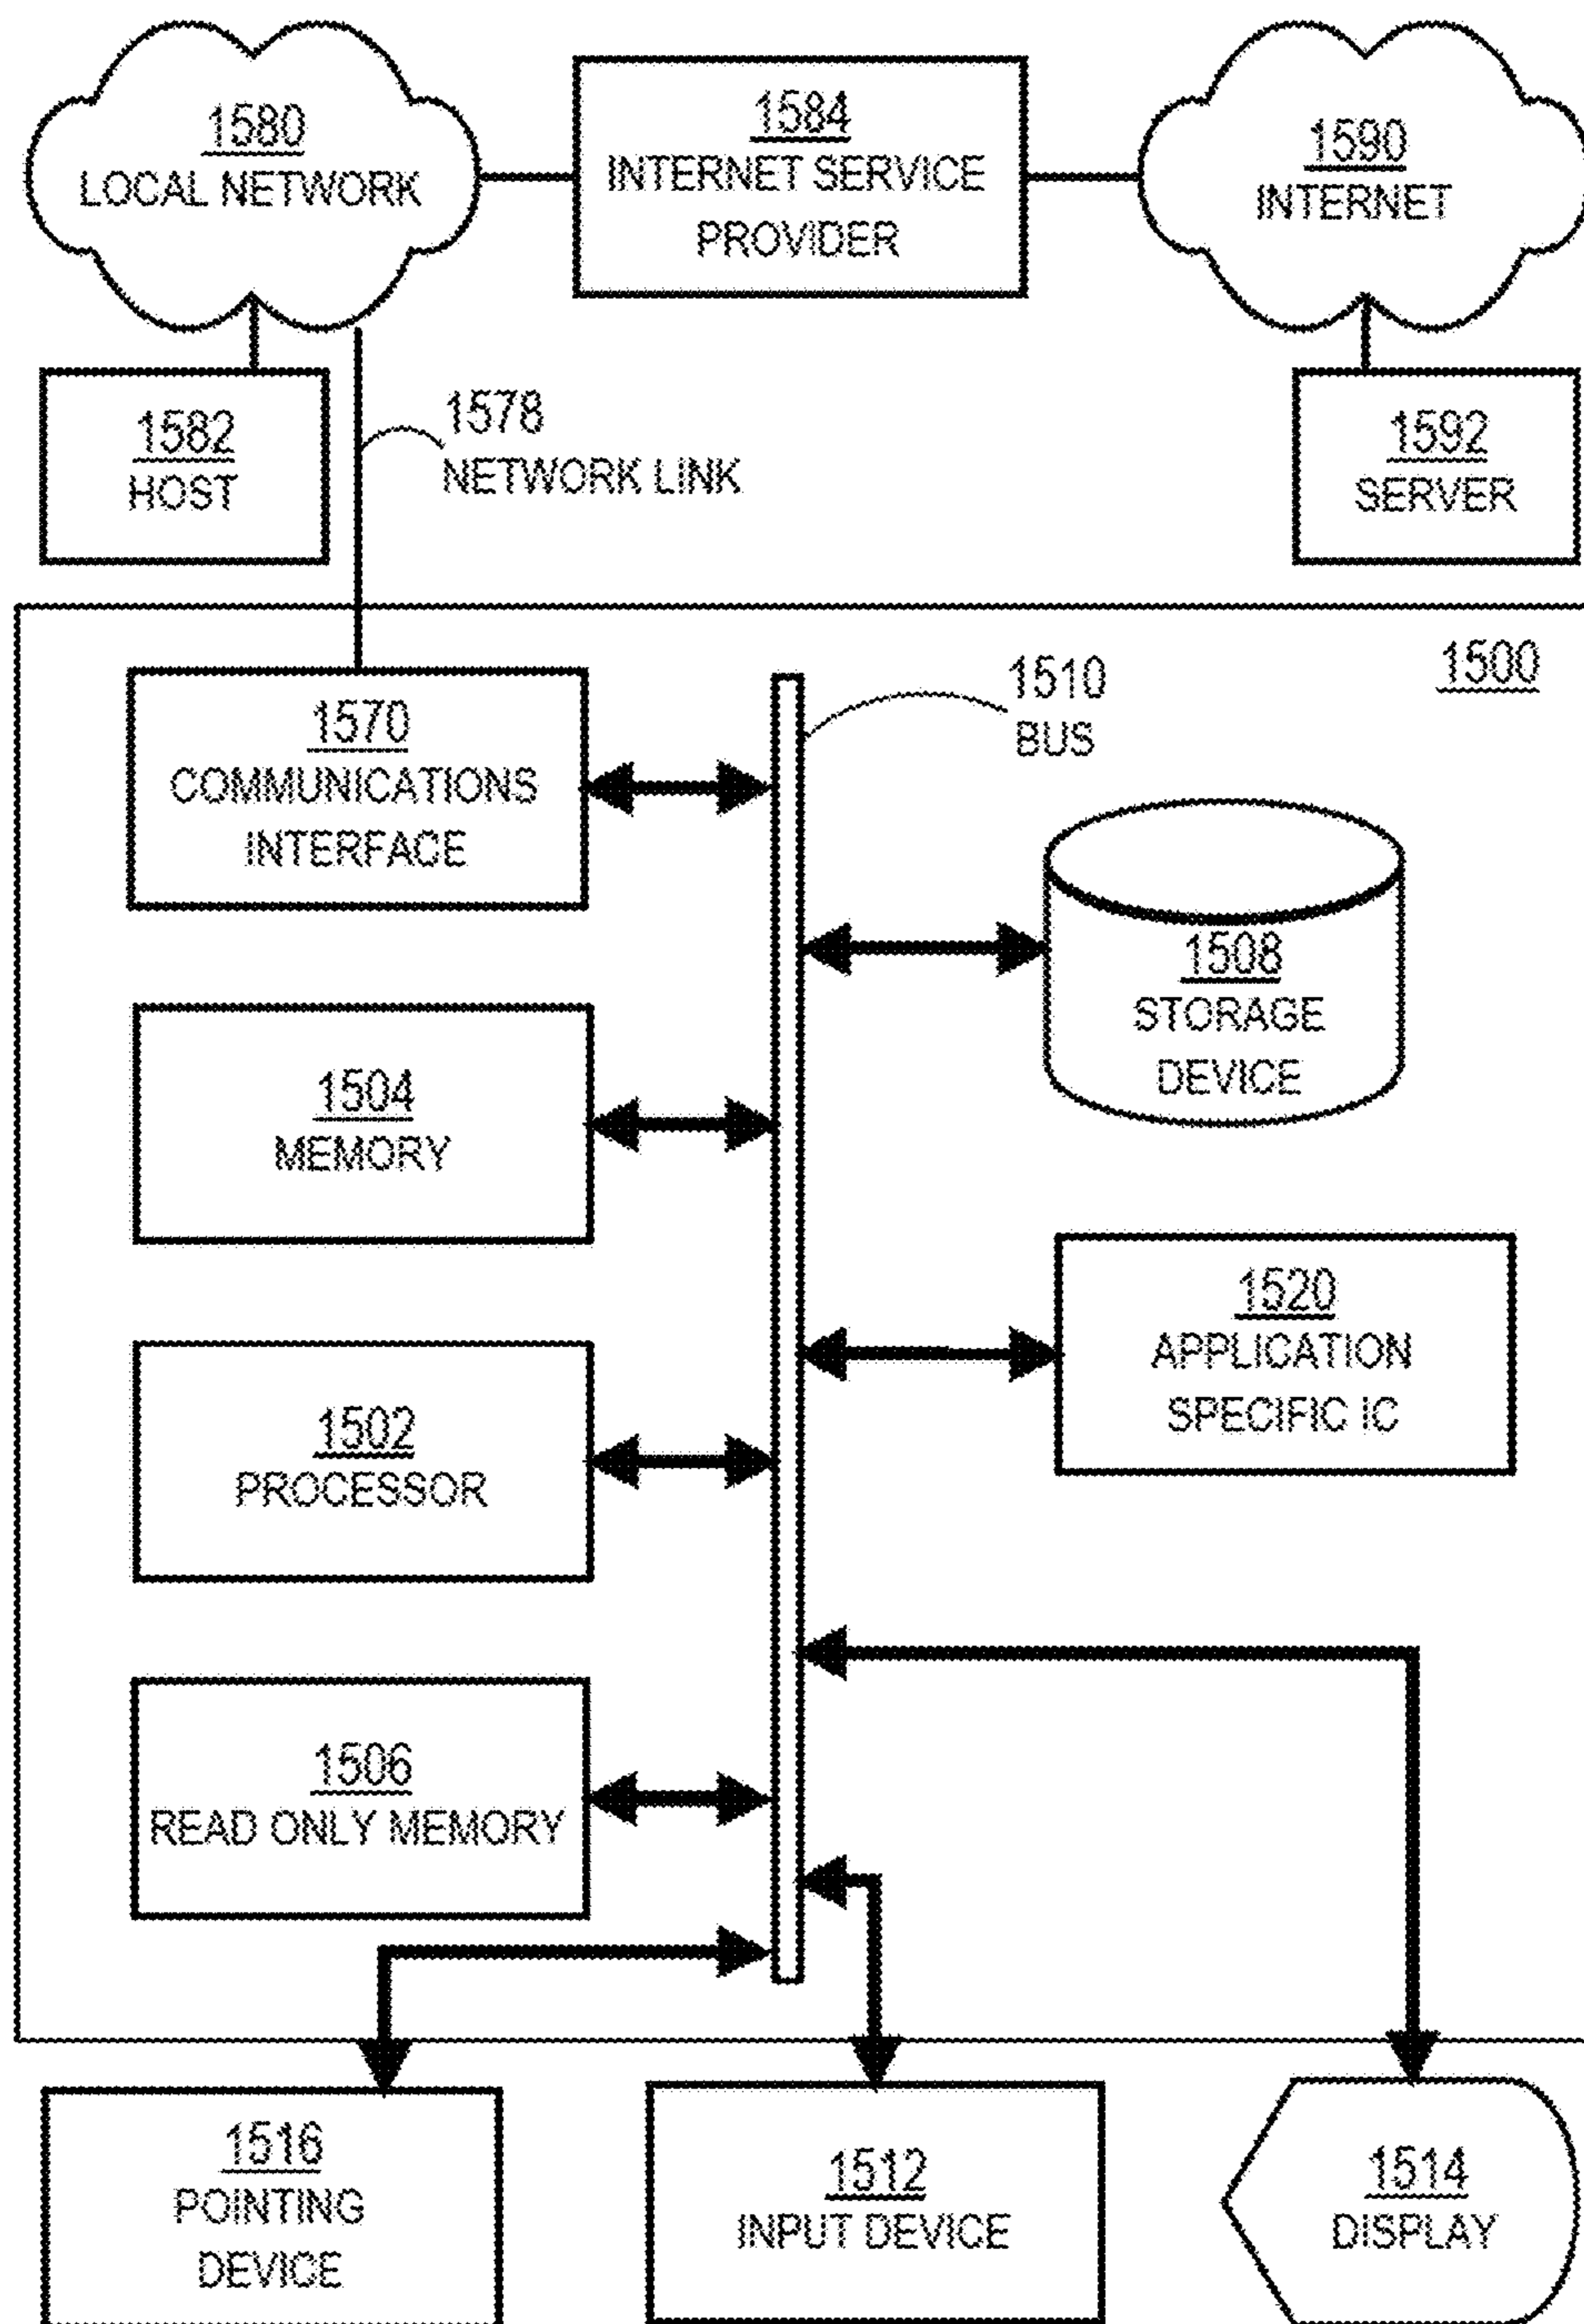 1580
LOCAL NETWORK
1584
INTERNET SERVICE
PROVIDER
1590
INTERNET
1582
HOST
1578
NETWORK LINK
1592
SERVER
1500
1570
COMMUNICATIONS
INTERFACE
1510
BUS
1508
STORAGE
DEVICE
1504
MEMORY
1520
APPLICATION
SPECIFIC IC
1502
PROCESSOR
1506
READ ONLY MEMORY
1516
POINTING
DEVICE
1512
INPUT DEVICE
1514
DISPLAY